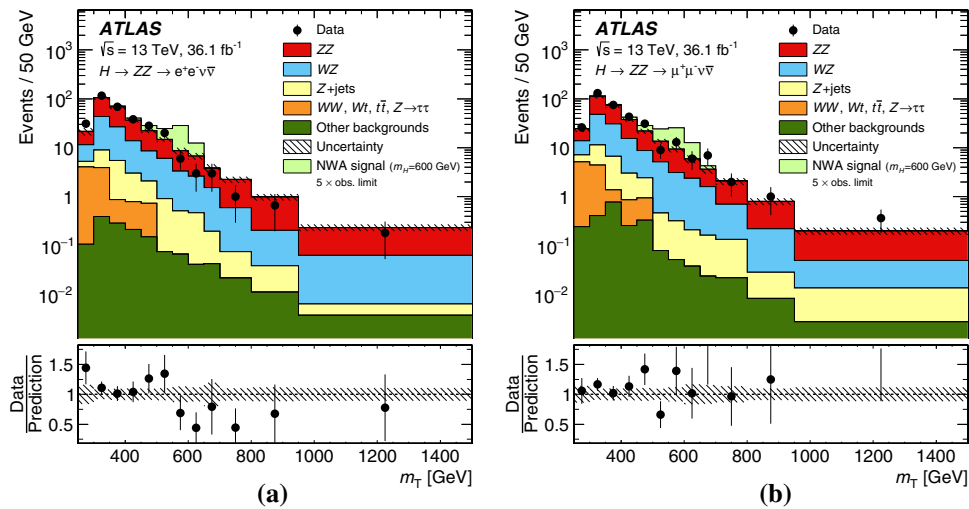 ATLAS
√s = 13 TeV, 36.1 fb⁻¹
H → ZZ → e⁺e⁻νν̄
Data
ZZ
WZ
Z+jets
WW, Wt, tt̄, Z→ττ
Other backgrounds
Uncertainty
NWA signal (m_H=600 GeV)
5 × obs. limit
Events / 50 GeV
10³
10²
10
1
10⁻¹
10⁻²
Data
Prediction
1.5
1
0.5
400 600 800 1000 1200 1400
m_T [GeV]
(a)
ATLAS
√s = 13 TeV, 36.1 fb⁻¹
H → ZZ → μ⁺μ⁻νν̄
Data
ZZ
WZ
Z+jets
WW, Wt, tt̄, Z→ττ
Other backgrounds
Uncertainty
NWA signal (m_H=600 GeV)
5 × obs. limit
Events / 50 GeV
10³
10²
10
1
10⁻¹
10⁻²
Data
Prediction
1.5
1
0.5
400 600 800 1000 1200 1400
m_T [GeV]
(b)